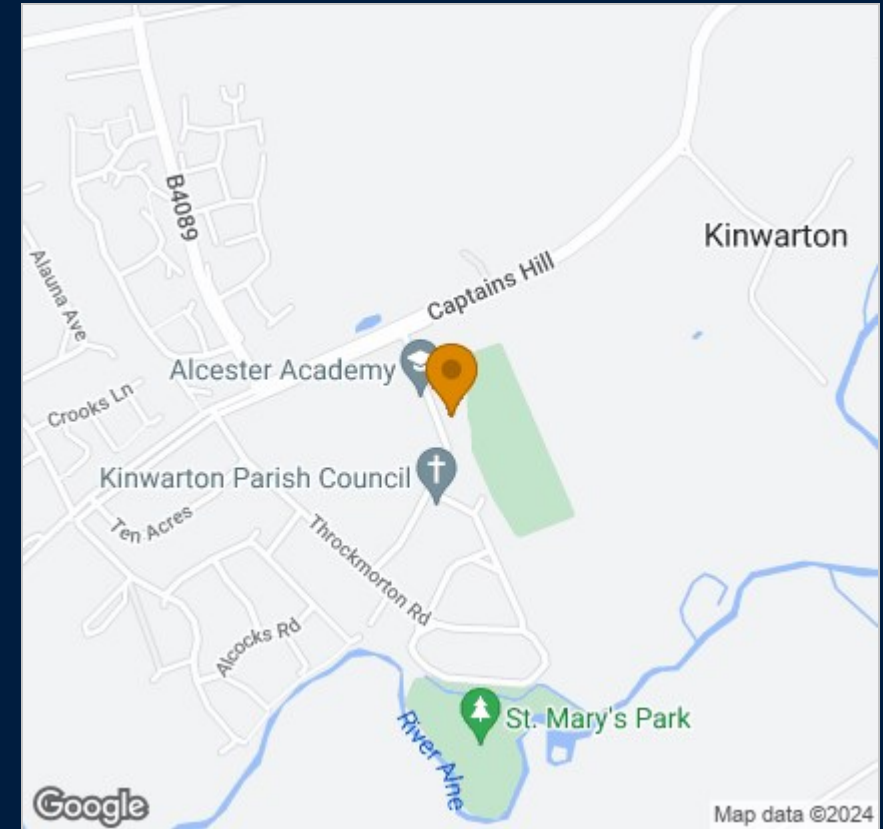 B4089
Kinwarton
Alauna Ave
Captains Hill
Alcester Academy
Crooks Ln
Kinwarton Parish Council
Ten Acres
Throckmorton Rd
Alcocks Rd
St. Mary's Park
River Alne
Google
Map data ©2024